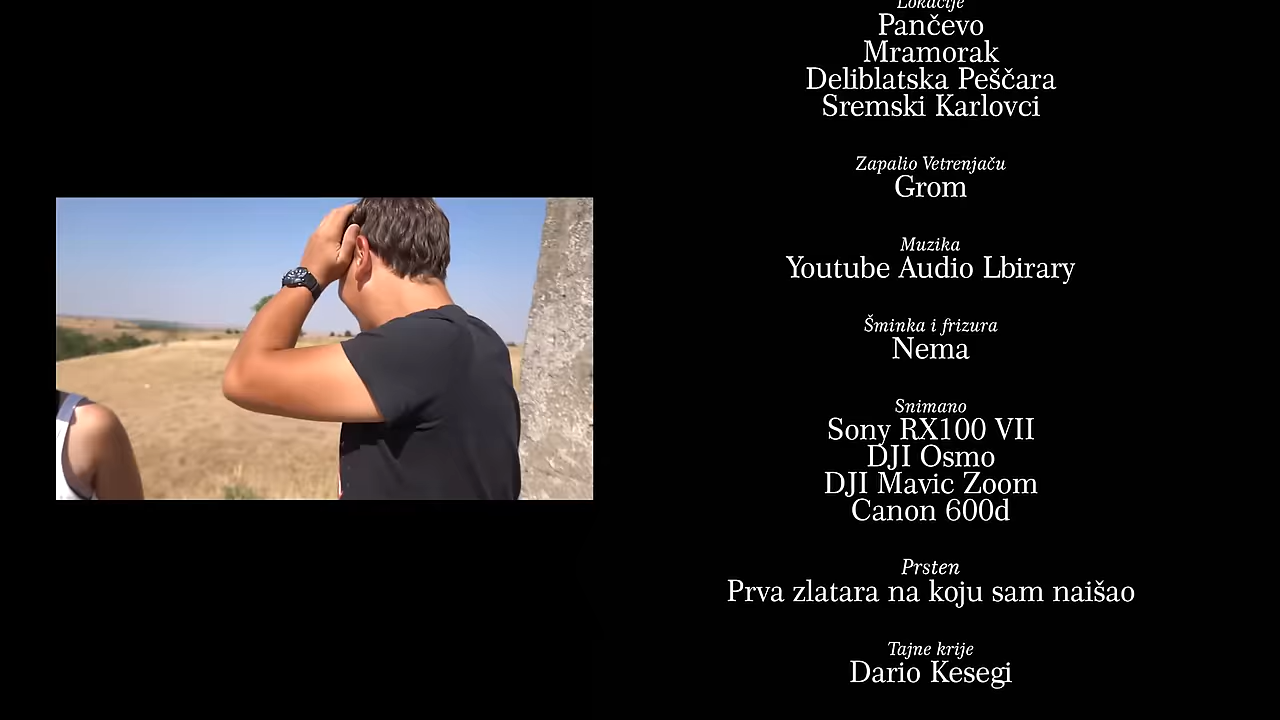 Lokacije
Pančevo
Mramorak
Deliblatska Peščara
Sremski Karlovci
Zapalio Vetrenjaču
Grom
Muzika
Youtube Audio Lbirary
Šminka i frizura
Nema
Snimano
Sony RX100 VII
DJI Osmo
DJI Mavic Zoom
Canon 600d
Prsten
Prva zlatara na koju sam naišao
Tajne krije
Dario Kesegi